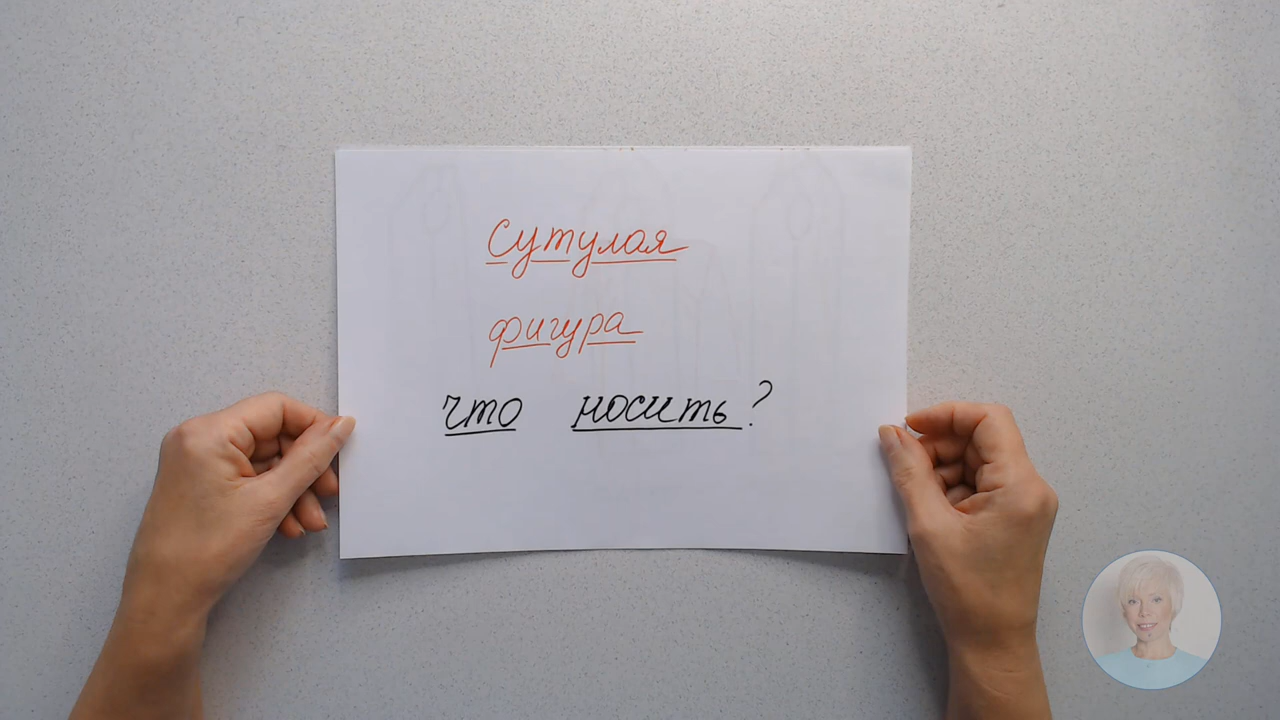 Сутулая
фигура
что носить?